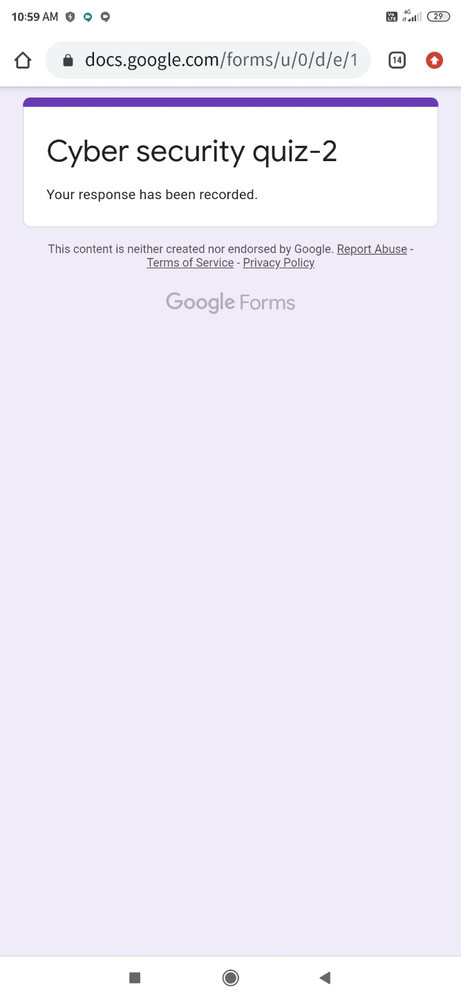 10:59 AM
Vo LTE 4G 29
docs.google.com/forms/u/0/d/e/1
14
Cyber security quiz-2
Your response has been recorded.
This content is neither created nor endorsed by Google. Report Abuse -
Terms of Service - Privacy Policy
Google Forms